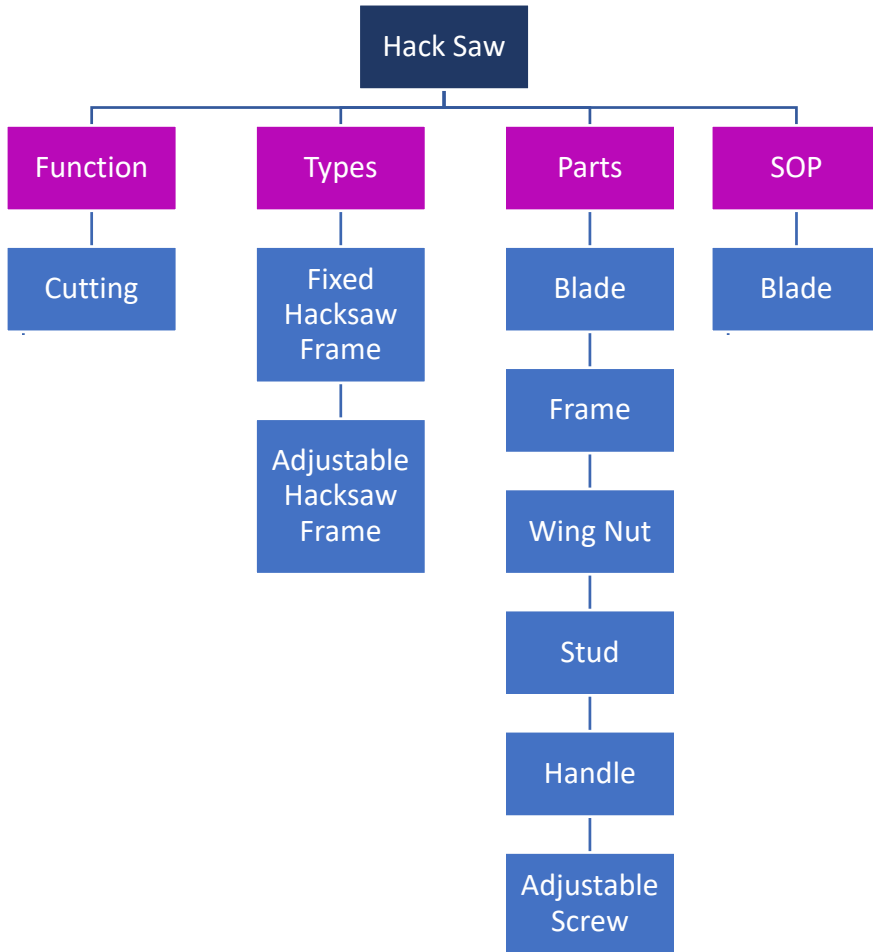 Hack Saw
Function
Types
Parts
SOP
Cutting
Fixed
Hacksaw
Frame
Adjustable
Hacksaw
Frame
Blade
Frame
Wing Nut
Stud
Handle
Adjustable
Screw
Blade